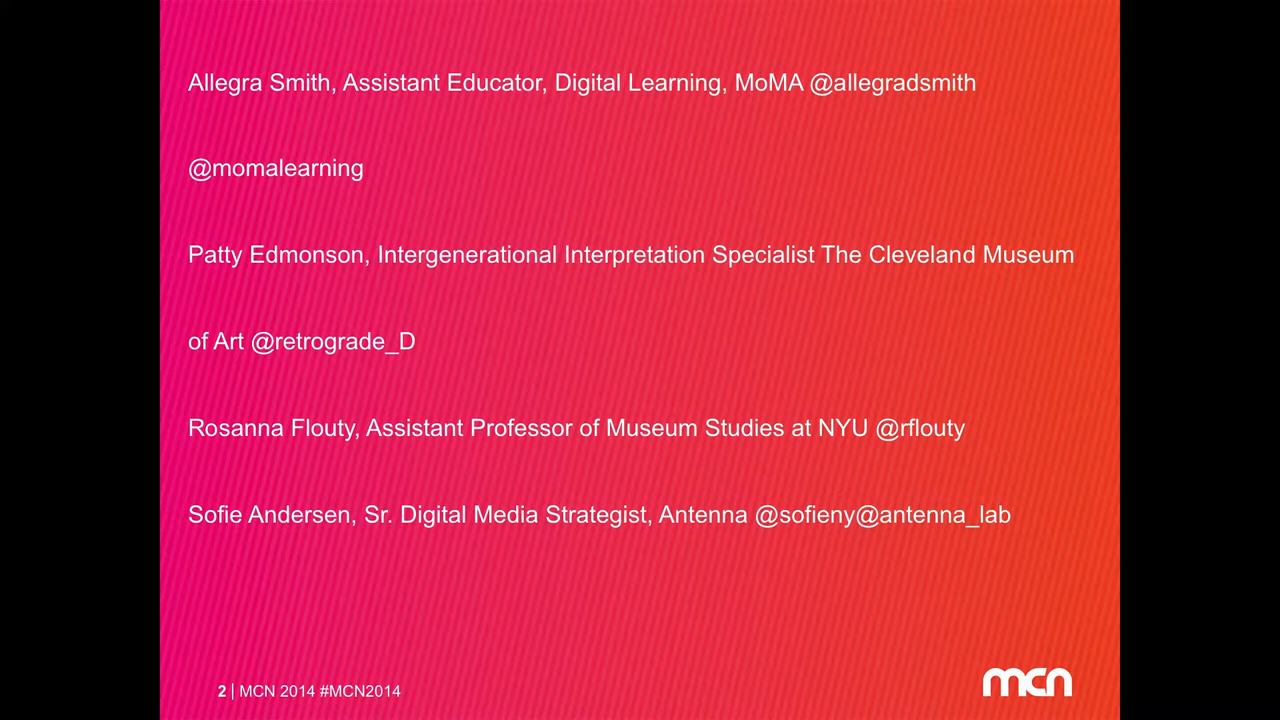 Allegra Smith, Assistant Educator, Digital Learning, MoMA @allegradsmith
@momalearning
Patty Edmonson, Intergenerational Interpretation Specialist The Cleveland Museum
of Art @retrograde_D
Rosanna Flouty, Assistant Professor of Museum Studies at NYU @rflouty
Sofie Andersen, Sr. Digital Media Strategist, Antenna @sofieny@antenna_lab
2 | MCN 2014 #MCN2014
mcn